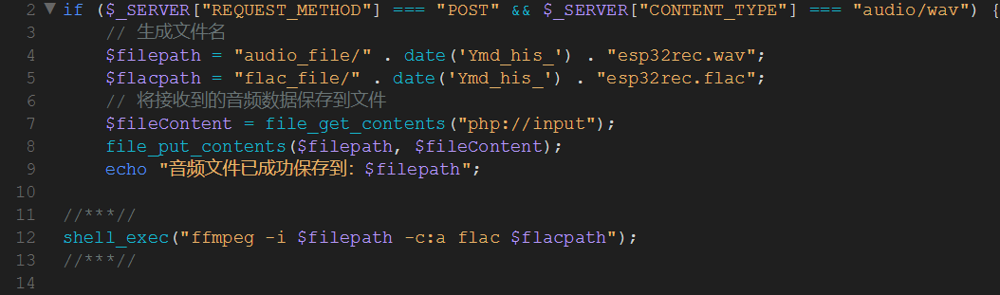 2 ▼ if ($_SERVER["REQUEST_METHOD"] === "POST" && $_SERVER["CONTENT_TYPE"] === "audio/wav") {
3 // 生成文件名
4 $filepath = "audio_file/" . date('Ymd_his_') . "esp32rec.wav";
5 $flacpath = "flac_file/" . date('Ymd_his_') . "esp32rec.flac";
6 // 将接收到的音频数据保存到文件
7 $fileContent = file_get_contents("php://input");
8 file_put_contents($filepath, $fileContent);
9 echo "音频文件已成功保存到: $filepath";
10
11 //***//
12 shell_exec("ffmpeg -i $filepath -c:a flac $flacpath");
13 //***//
14